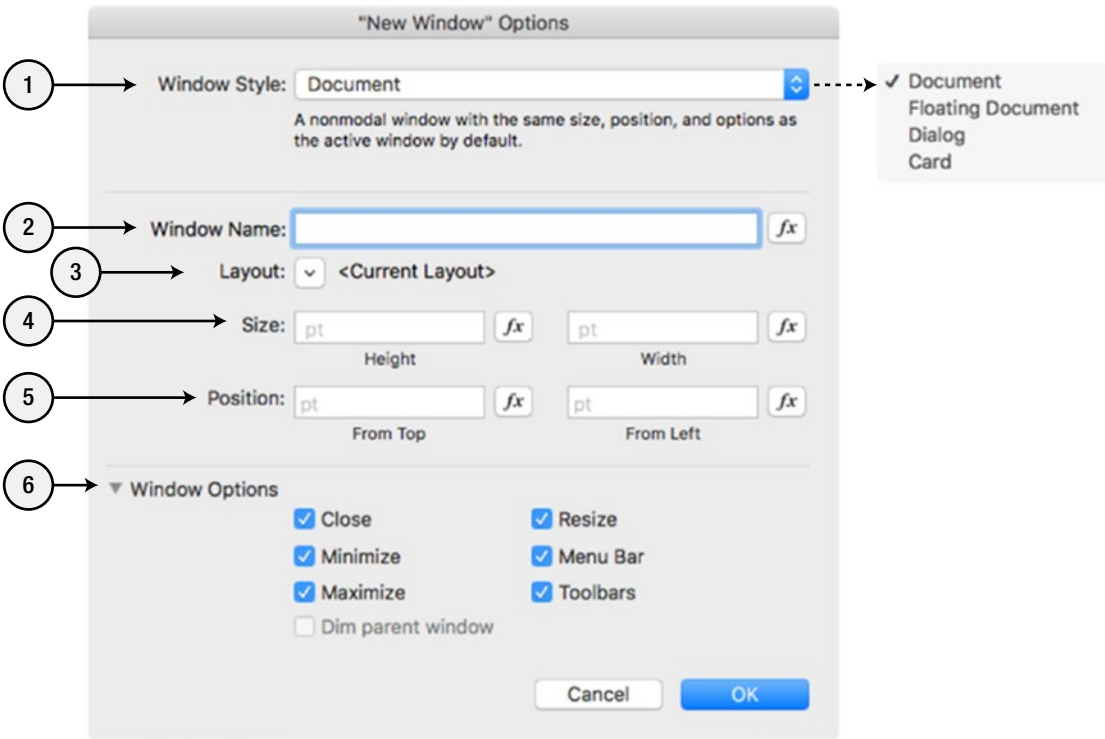 "New Window" Options
1
Window Style: Document
Document
Floating Document
Dialog
Card
A nonmodal window with the same size, position, and options as
the active window by default.
2
Window Name: fx
3
Layout: <Current Layout>
4
Size: pt fx pt fx
Height Width
5
Position: pt fx pt fx
From Top From Left
6
Window Options
Close Resize
Minimize Menu Bar
Maximize Toolbars
Dim parent window
Cancel OK